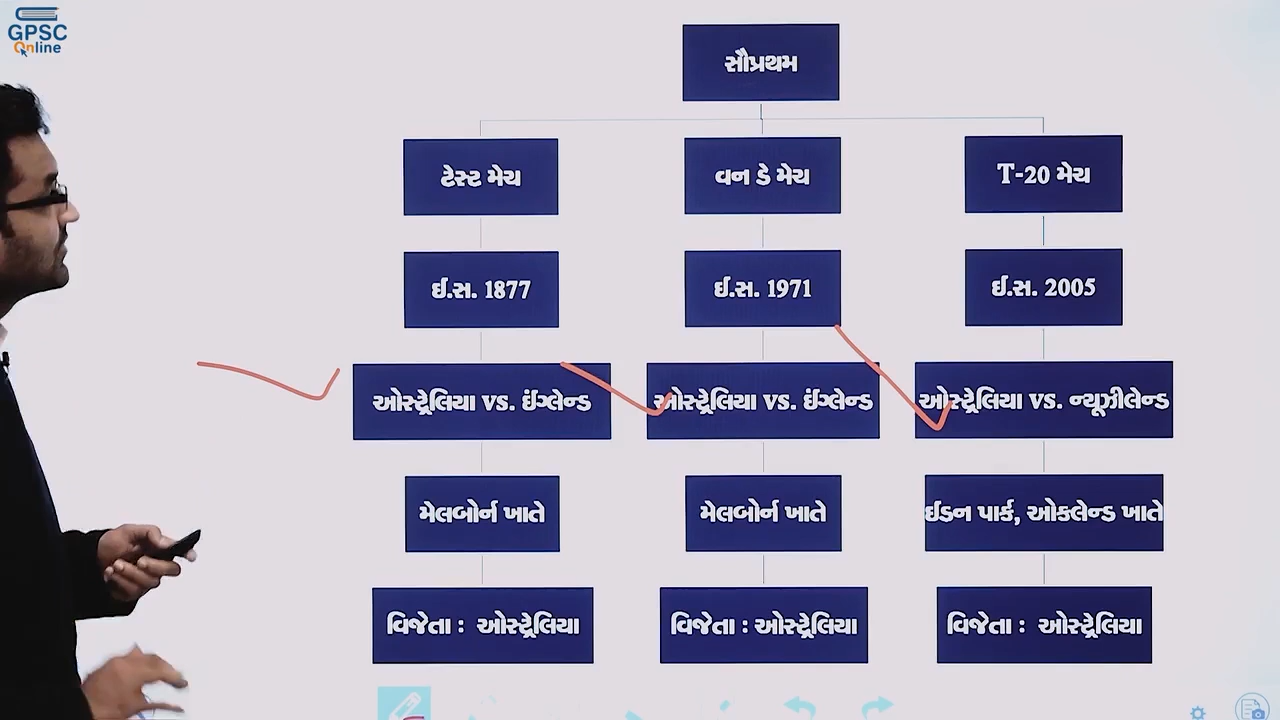 GPSC
Online
સૌપ્રથમ
ટેસ્ટ મેચ
વન ડે મેચ
T-20 મેચ
ઈ.સ. 1877
ઈ.સ. 1971
ઈ.સ. 2005
ઓસ્ટ્રેલિયા vs. ઈંગ્લેન્ડ
ઓસ્ટ્રેલિયા vs. ઈંગ્લેન્ડ
ઓસ્ટ્રેલિયા vs. ન્યૂઝીલેન્ડ
મેલબોર્ન ખાતે
મેલબોર્ન ખાતે
ઈડન પાર્ક, ઓકલેન્ડ ખાતે
વિજેતા : ઓસ્ટ્રેલિયા
વિજેતા : ઓસ્ટ્રેલિયા
વિજેતા : ઓસ્ટ્રેલિયા